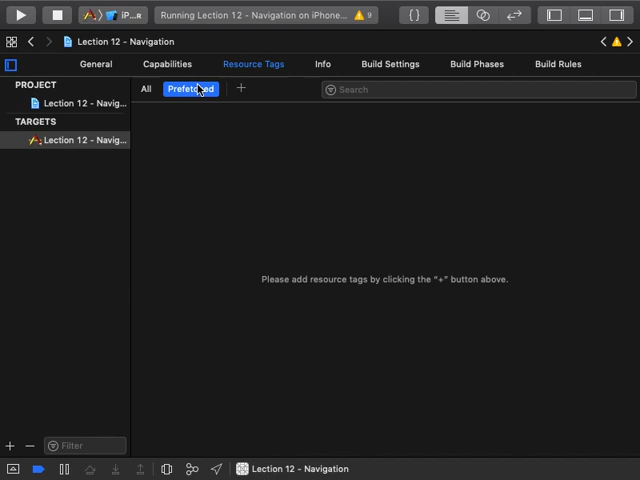 iP...R
Running Lection 12 - Navigation on iPhone... 9
Lection 12 - Navigation
General Capabilities Resource Tags Info Build Settings Build Phases Build Rules
PROJECT
Lection 12 - Navig...
TARGETS
Lection 12 - Navig...
All Prefetched + Search
Please add resource tags by clicking the “+” button above.
Filter
Lection 12 - Navigation